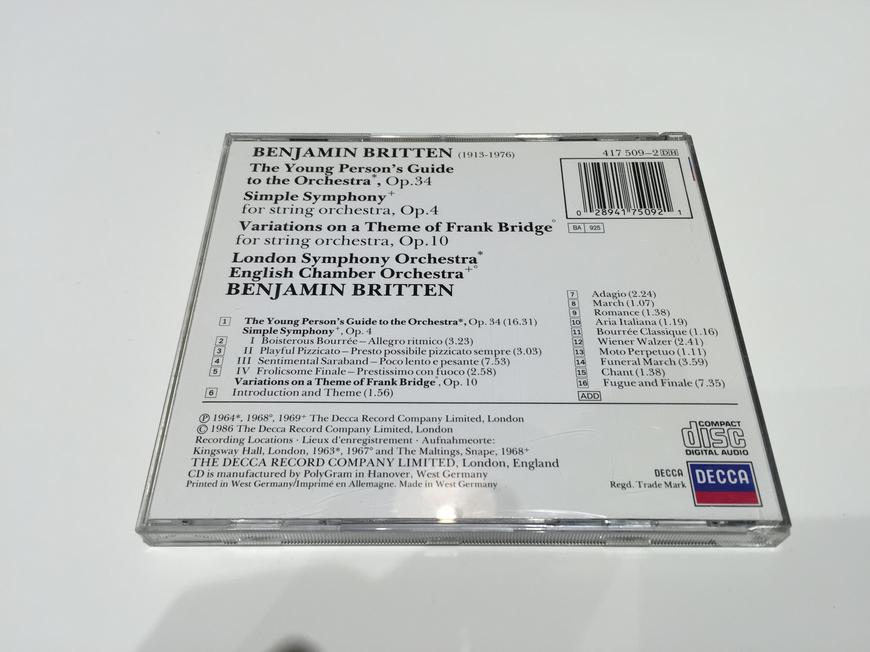 BENJAMIN BRITTEN (1913-1976)
The Young Person's Guide
to the Orchestra*, Op.34
Simple Symphony+
for string orchestra, Op.4
Variations on a Theme of Frank Bridge°
for string orchestra, Op.10
London Symphony Orchestra*
English Chamber Orchestra+°
BENJAMIN BRITTEN
417 509-2 DH
0 28941 75092 1
BA 925
1 The Young Person's Guide to the Orchestra*, Op. 34 (16.31)
Simple Symphony+, Op. 4
2 I Boisterous Bourrée – Allegro ritmico (3.23)
3 II Playful Pizzicato – Presto possibile pizzicato sempre (3.03)
4 III Sentimental Saraband – Poco lento e pesante (7.53)
5 IV Frolicsome Finale – Prestissimo con fuoco (2.58)
Variations on a Theme of Frank Bridge°, Op. 10
6 Introduction and Theme (1.56)
7 Adagio (2.24)
8 March (1.07)
9 Romance (1.38)
10 Aria Italiana (1.19)
11 Bourrée Classique (1.16)
12 Wiener Walzer (2.41)
13 Moto Perpetuo (1.11)
14 Funeral March (3.59)
15 Chant (1.38)
16 Fugue and Finale (7.35)
ADD
℗ 1964*, 1968°, 1969+ The Decca Record Company Limited, London
© 1986 The Decca Record Company Limited, London
Recording Locations · Lieux d'enregistrement · Aufnahmeorte:
Kingsway Hall, London, 1963*, 1967° and The Maltings, Snape, 1968+
THE DECCA RECORD COMPANY LIMITED, London, England
CD is manufactured by PolyGram in Hanover, West Germany
Printed in West Germany/Imprimé en Allemagne. Made in West Germany
COMPACT
disc
DIGITAL AUDIO
DECCA
Regd. Trade Mark
DECCA